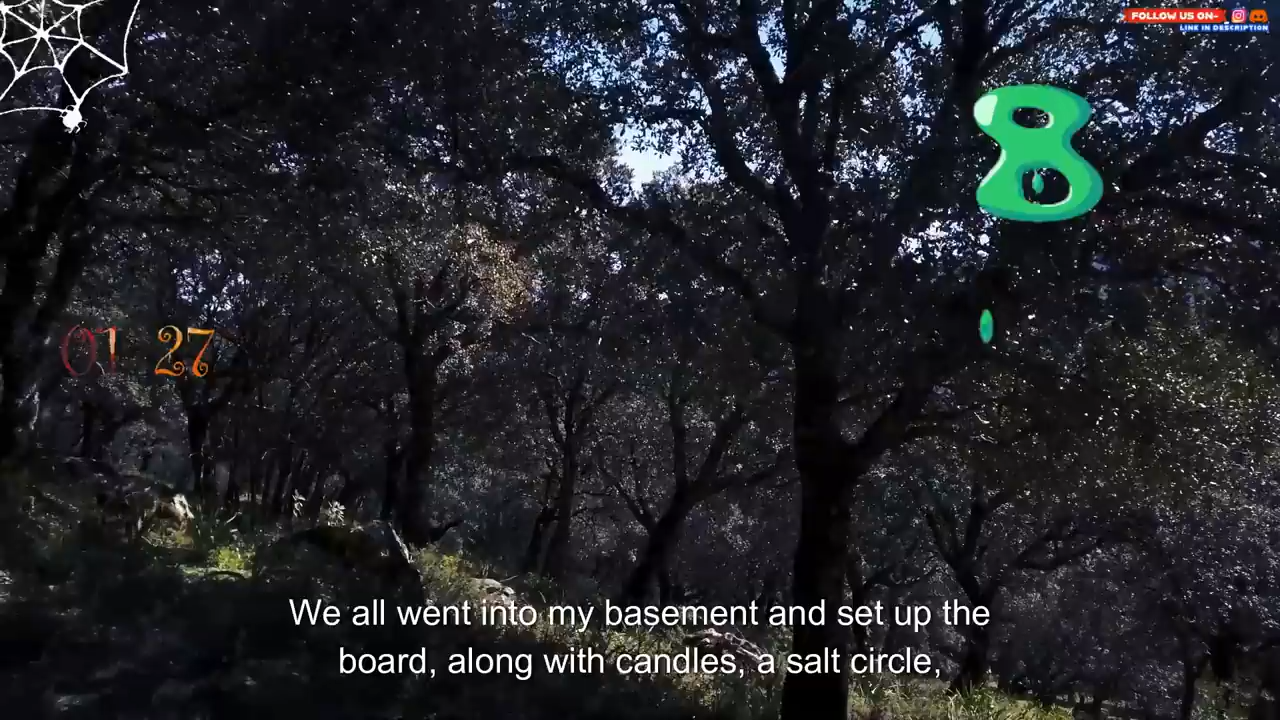 FOLLOW US ON-
LINK IN DESCRIPTION
8
01 27
We all went into my basement and set up the
board, along with candles, a salt circle,